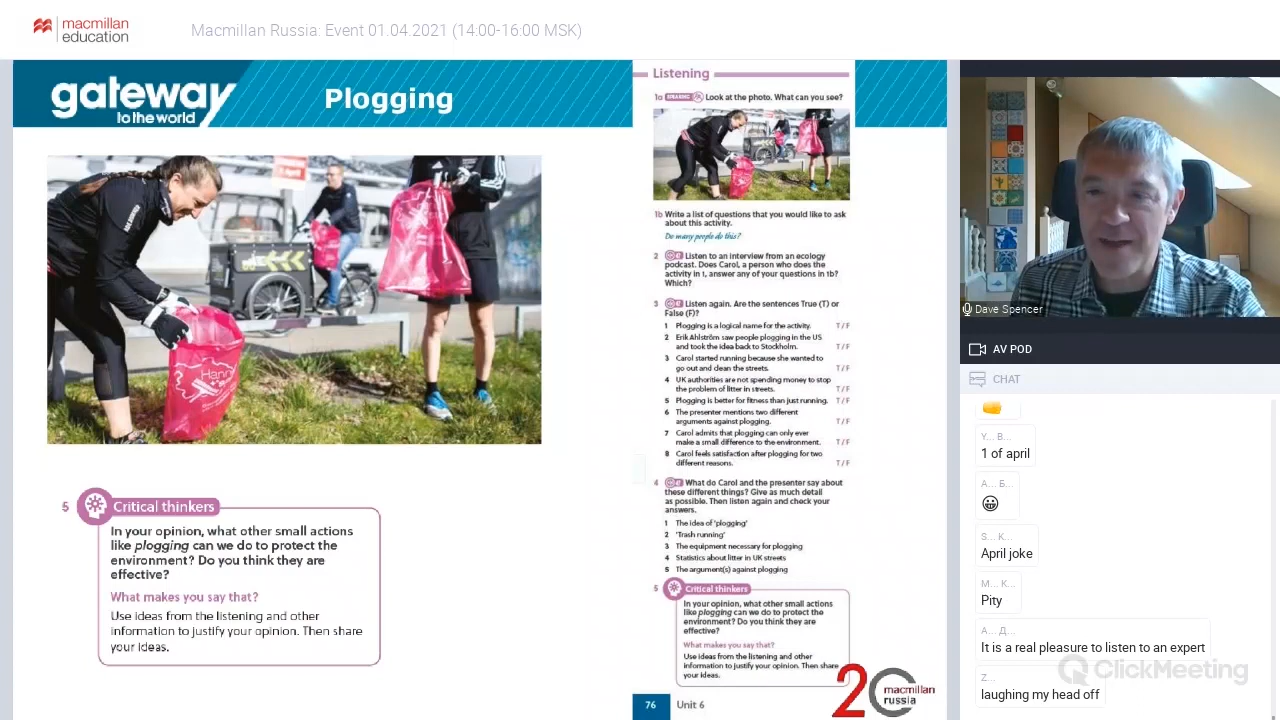 macmillan
education
Macmillan Russia: Event 01.04.2021 (14:00-16:00 MSK)
gateway
to the world
Plogging
5 Critical thinkers
In your opinion, what other small actions
like plogging can we do to protect the
environment? Do you think they are
effective?
What makes you say that?
Use ideas from the listening and other
information to justify your opinion. Then share
your ideas.
Listening
1a SPEAKING Look at the photo. What can you see?
1b Write a list of questions that you would like to ask
about this activity.
Do many people do this?
2 Listen to an interview from an ecology
podcast. Does Carol, a person who does the
activity in 1, answer any of your questions in 1b?
Which?
3 Listen again. Are the sentences True (T) or
False (F)?
1 Plogging is a logical name for the activity. T / F
2 Erik Ahlström saw people plogging in the US
and took the idea back to Stockholm. T / F
3 Carol started running because she wanted to
go out and clean the streets. T / F
4 UK authorities are not spending money to stop
the problem of litter in streets. T / F
5 Plogging is better for fitness than just running. T / F
6 The presenter mentions two different
arguments against plogging. T / F
7 Carol admits that plogging can only ever
make a small difference to the environment. T / F
8 Carol feels satisfaction after plogging for two
different reasons. T / F
4 What do Carol and the presenter say about
these different things? Give as much detail
as possible. Then listen again and check your
answers.
1 The idea of 'plogging'
2 'Trash running'
3 The equipment necessary for plogging
4 Statistics about litter in UK streets
5 The argument(s) against plogging
5 Critical thinkers
In your opinion, what other small actions
like plogging can we do to protect the
environment? Do you think they are
effective?
What makes you say that?
Use ideas from the listening and other
information to justify your opinion. Then share
your ideas.
76 Unit 6
20 macmillan
russia
Dave Spencer
AV POD
CHAT
Y... B...
1 of april
А... Б...
S... K...
April joke
M... K...
Pity
А... Д...
It is a real pleasure to listen to an expert
Z...
laughing my head off
ClickMeeting